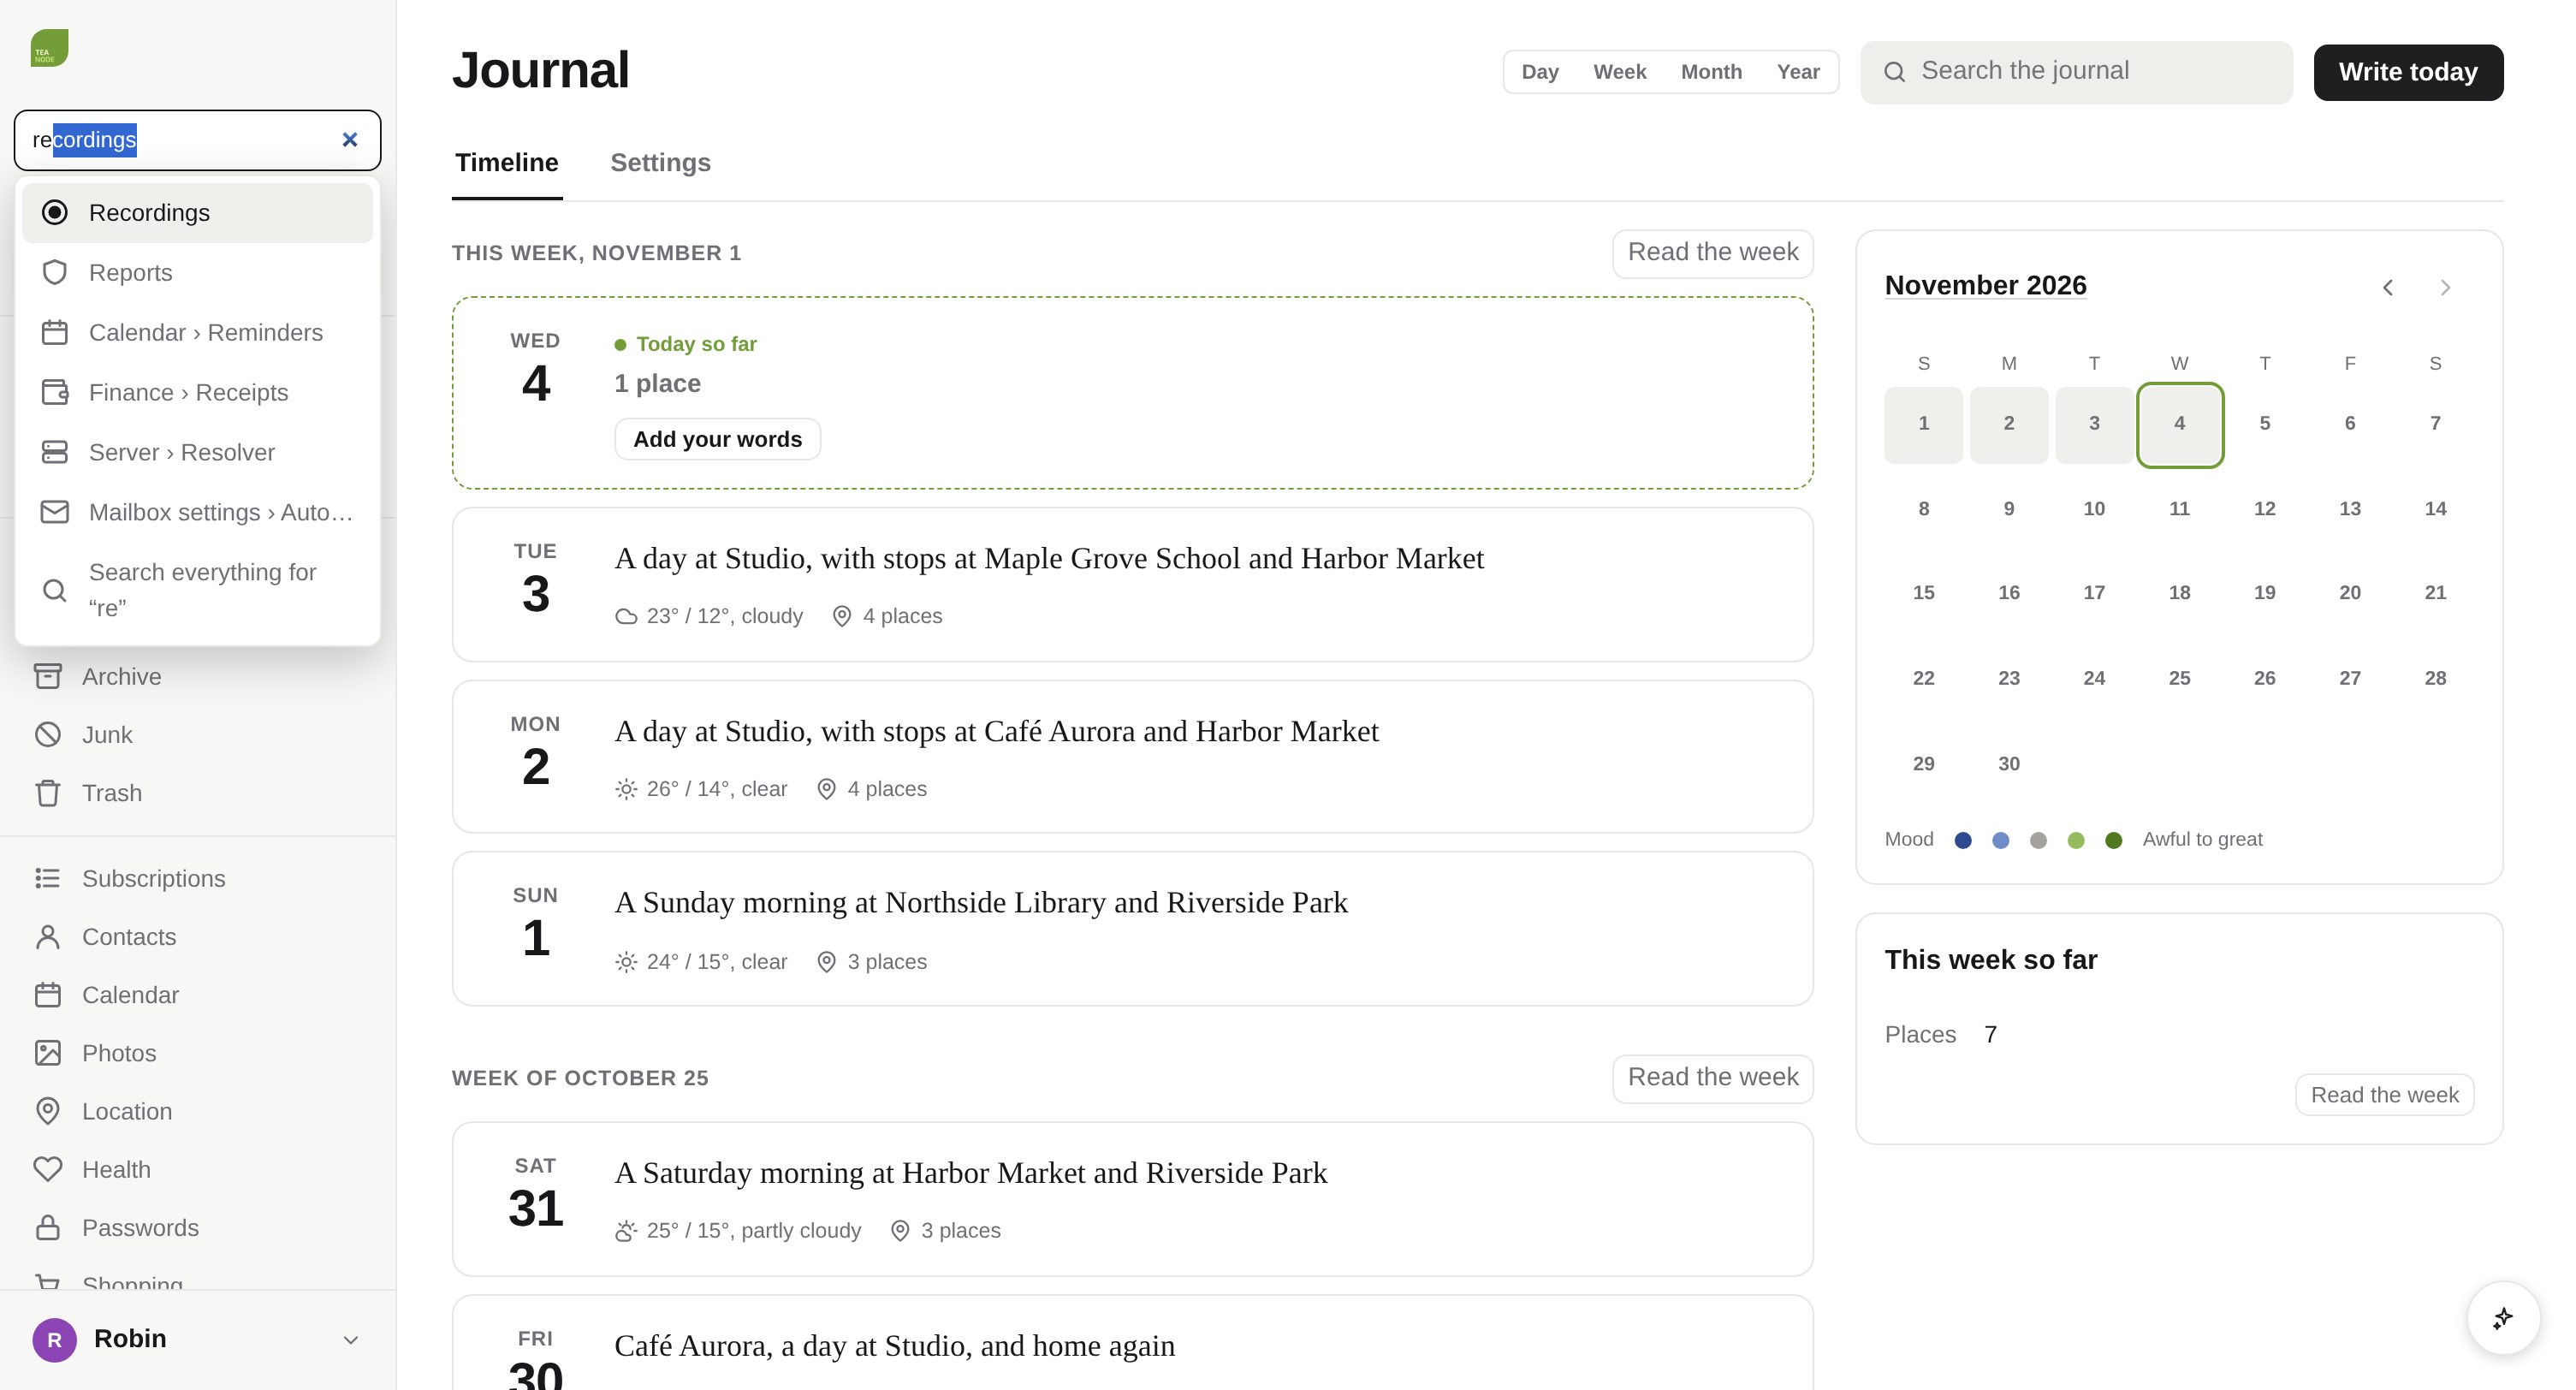 TEA
NODE
recordings
Recordings
Reports
Calendar › Reminders
Finance › Receipts
Server › Resolver
Mailbox settings › Auto…
Search everything for
“re”
Archive
Junk
Trash
Subscriptions
Contacts
Calendar
Photos
Location
Health
Passwords
Shopping
R Robin
Journal
Day Week Month Year
Search the journal
Write today
Timeline Settings
THIS WEEK, NOVEMBER 1
Read the week
WED
4
Today so far
1 place
Add your words
TUE
3
A day at Studio, with stops at Maple Grove School and Harbor Market
23° / 12°, cloudy 4 places
MON
2
A day at Studio, with stops at Café Aurora and Harbor Market
26° / 14°, clear 4 places
SUN
1
A Sunday morning at Northside Library and Riverside Park
24° / 15°, clear 3 places
WEEK OF OCTOBER 25
Read the week
SAT
31
A Saturday morning at Harbor Market and Riverside Park
25° / 15°, partly cloudy 3 places
FRI
30
Café Aurora, a day at Studio, and home again
November 2026
S M T W T F S
1 2 3 4 5 6 7
8 9 10 11 12 13 14
15 16 17 18 19 20 21
22 23 24 25 26 27 28
29 30
Mood Awful to great
This week so far
Places 7
Read the week